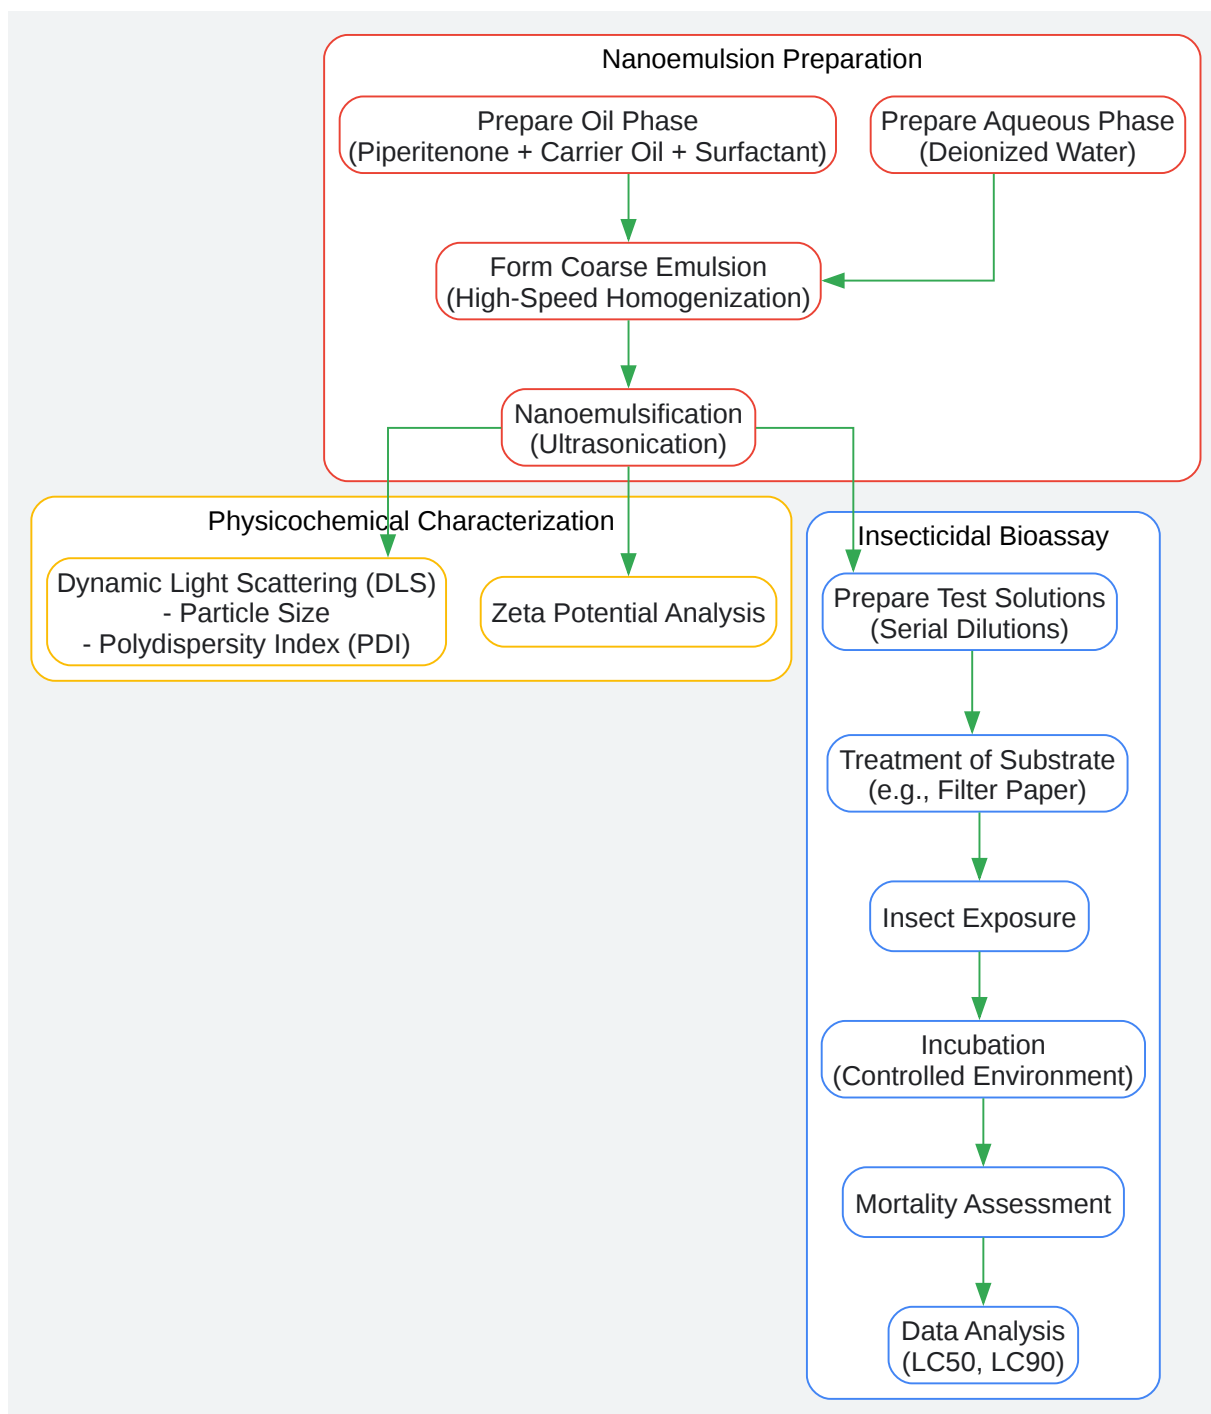 Nanoemulsion Preparation
Prepare Oil Phase
(Piperitenone + Carrier Oil + Surfactant)
Prepare Aqueous Phase
(Deionized Water)
Form Coarse Emulsion
(High-Speed Homogenization)
Nanoemulsification
(Ultrasonication)
Physicochemical Characterization
Dynamic Light Scattering (DLS)
- Particle Size
- Polydispersity Index (PDI)
Zeta Potential Analysis
Insecticidal Bioassay
Prepare Test Solutions
(Serial Dilutions)
Treatment of Substrate
(e.g., Filter Paper)
Insect Exposure
Incubation
(Controlled Environment)
Mortality Assessment
Data Analysis
(LC50, LC90)